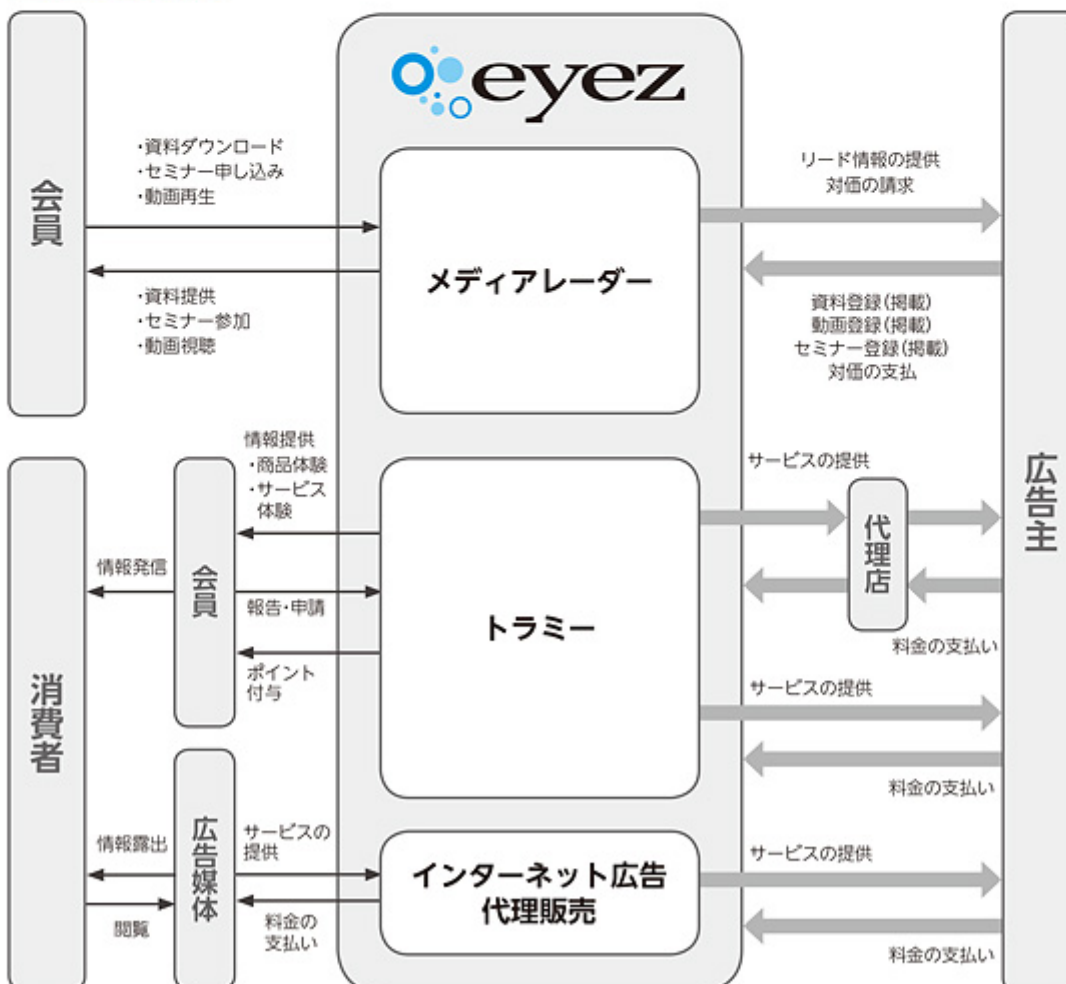 eyez
会員
・資料ダウンロード
・セミナー申し込み
・動画再生
・資料提供
・セミナー参加
・動画視聴
メディアレーダー
リード情報の提供
対価の請求
資料登録(掲載)
動画登録(掲載)
セミナー登録(掲載)
対価の支払
広告主
消費者
情報発信
会員
情報提供
・商品体験
・サービス
体験
報告・申請
ポイント
付与
トラミー
サービスの提供
代理店
料金の支払い
サービスの提供
料金の支払い
情報露出
閲覧
広告媒体
サービスの
提供
料金の
支払い
インターネット広告
代理販売
サービスの提供
料金の支払い